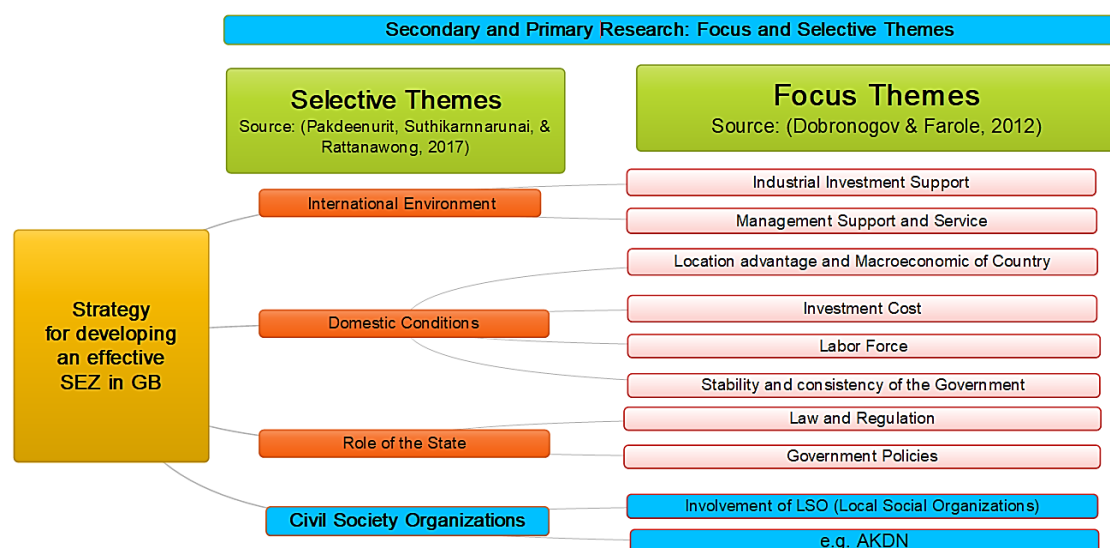 Secondary and Primary Research: Focus and Selective Themes
Selective Themes
Source: (Pakdeenurit, Suthikarnnarunai, &
Rattanawong, 2017)
Focus Themes
Source: (Dobronogov & Farole, 2012)
Strategy
for developing
an effective
SEZ in GB
International Environment
Industrial Investment Support
Management Support and Service
Domestic Conditions
Location advantage and Macroeconomic of Country
Investment Cost
Labor Force
Stability and consistency of the Government
Role of the State
Law and Regulation
Government Policies
Civil Society Organizations
Involvement of LSO (Local Social Organizations)
e.g. AKDN